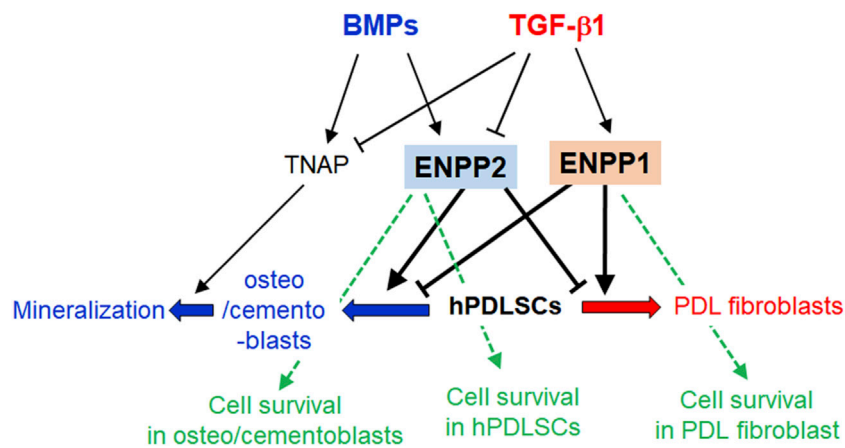 BMPs
TGF-β1
TNAP
ENPP2
ENPP1
Mineralization
osteo
/cemento
-blasts
hPDLSCs
PDL fibroblasts
Cell survival
in osteo/cementoblasts
Cell survival
in hPDLSCs
Cell survival
in PDL fibroblast